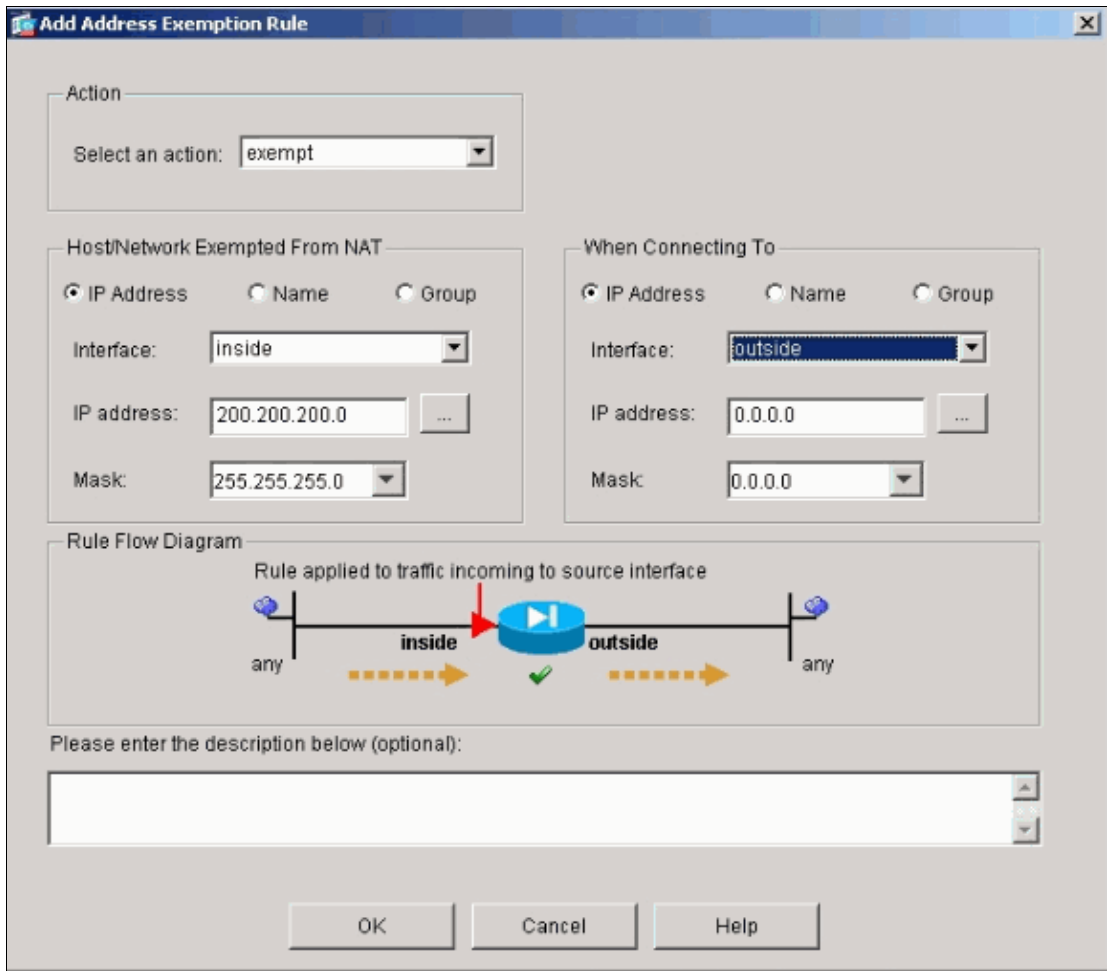 Add Address Exemption Rule
Action
Select an action: exempt
Host/Network Exempted From NAT
IP Address Name Group
Interface: inside
IP address: 200.200.200.0 ...
Mask: 255.255.255.0
When Connecting To
IP Address Name Group
Interface: outside
IP address: 0.0.0.0 ...
Mask: 0.0.0.0
Rule Flow Diagram
Rule applied to traffic incoming to source interface
inside outside
any any
Please enter the description below (optional):
OK Cancel Help